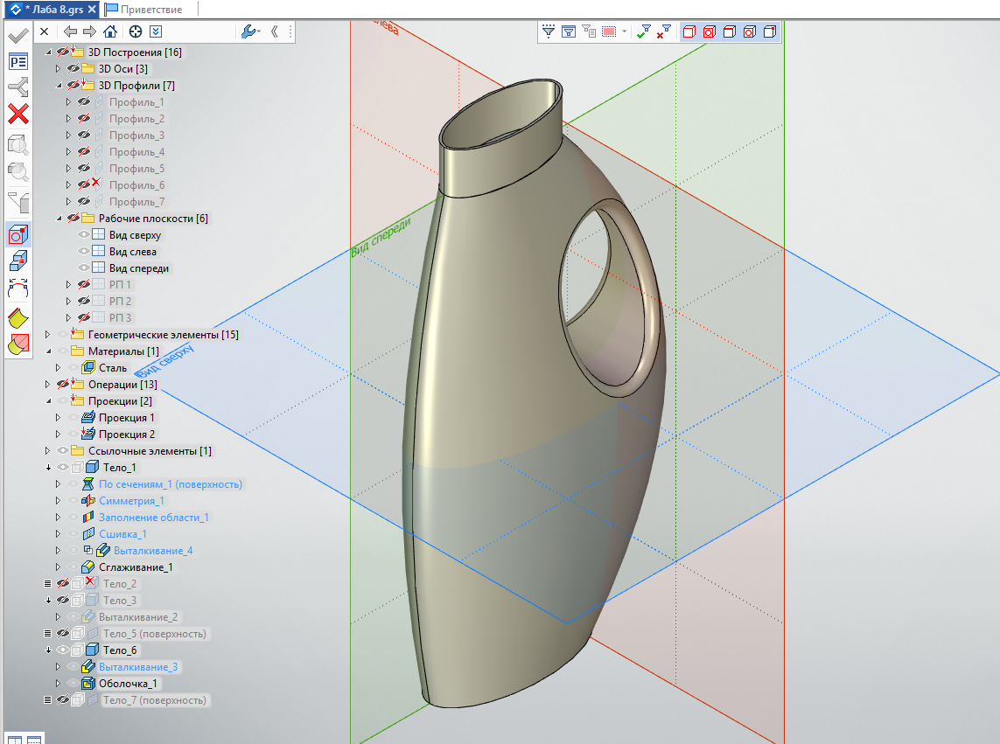 * Лаба 8.grs
Приветствие
3D Построения [16]
3D Оси [3]
3D Профили [7]
Профиль_1
Профиль_2
Профиль_3
Профиль_4
Профиль_5
Профиль_6
Профиль_7
Рабочие плоскости [6]
Вид сверху
Вид слева
Вид спереди
РП 1
РП 2
РП 3
Геометрические элементы [15]
Материалы [1]
Сталь
Операции [13]
Проекции [2]
Проекция 1
Проекция 2
Ссылочные элементы [1]
Тело_1
По сечениям_1 (поверхность)
Симметрия_1
Заполнение области_1
Сшивка_1
Выталкивание_4
Сглаживание_1
Тело_2
Тело_3
Выталкивание_2
Тело_5 (поверхность)
Тело_6
Выталкивание_3
Оболочка_1
Тело_7 (поверхность)
Вид спереди
Вид сверху